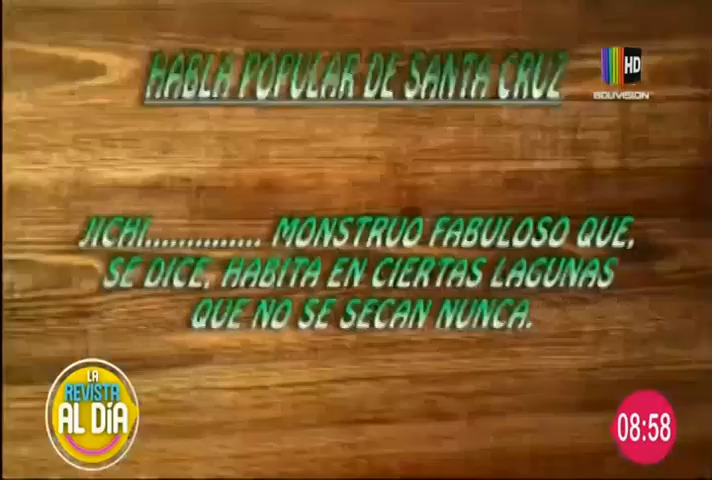 HABLA POPULAR DE SANTA CRUZ
HD
BOLIVISION
JICHI.............. MONSTRUO FABULOSO QUE,
SE DICE, HABITA EN CIERTAS LAGUNAS
QUE NO SE SECAN NUNCA.
LA
REVISTA
AL DÍA
08:58